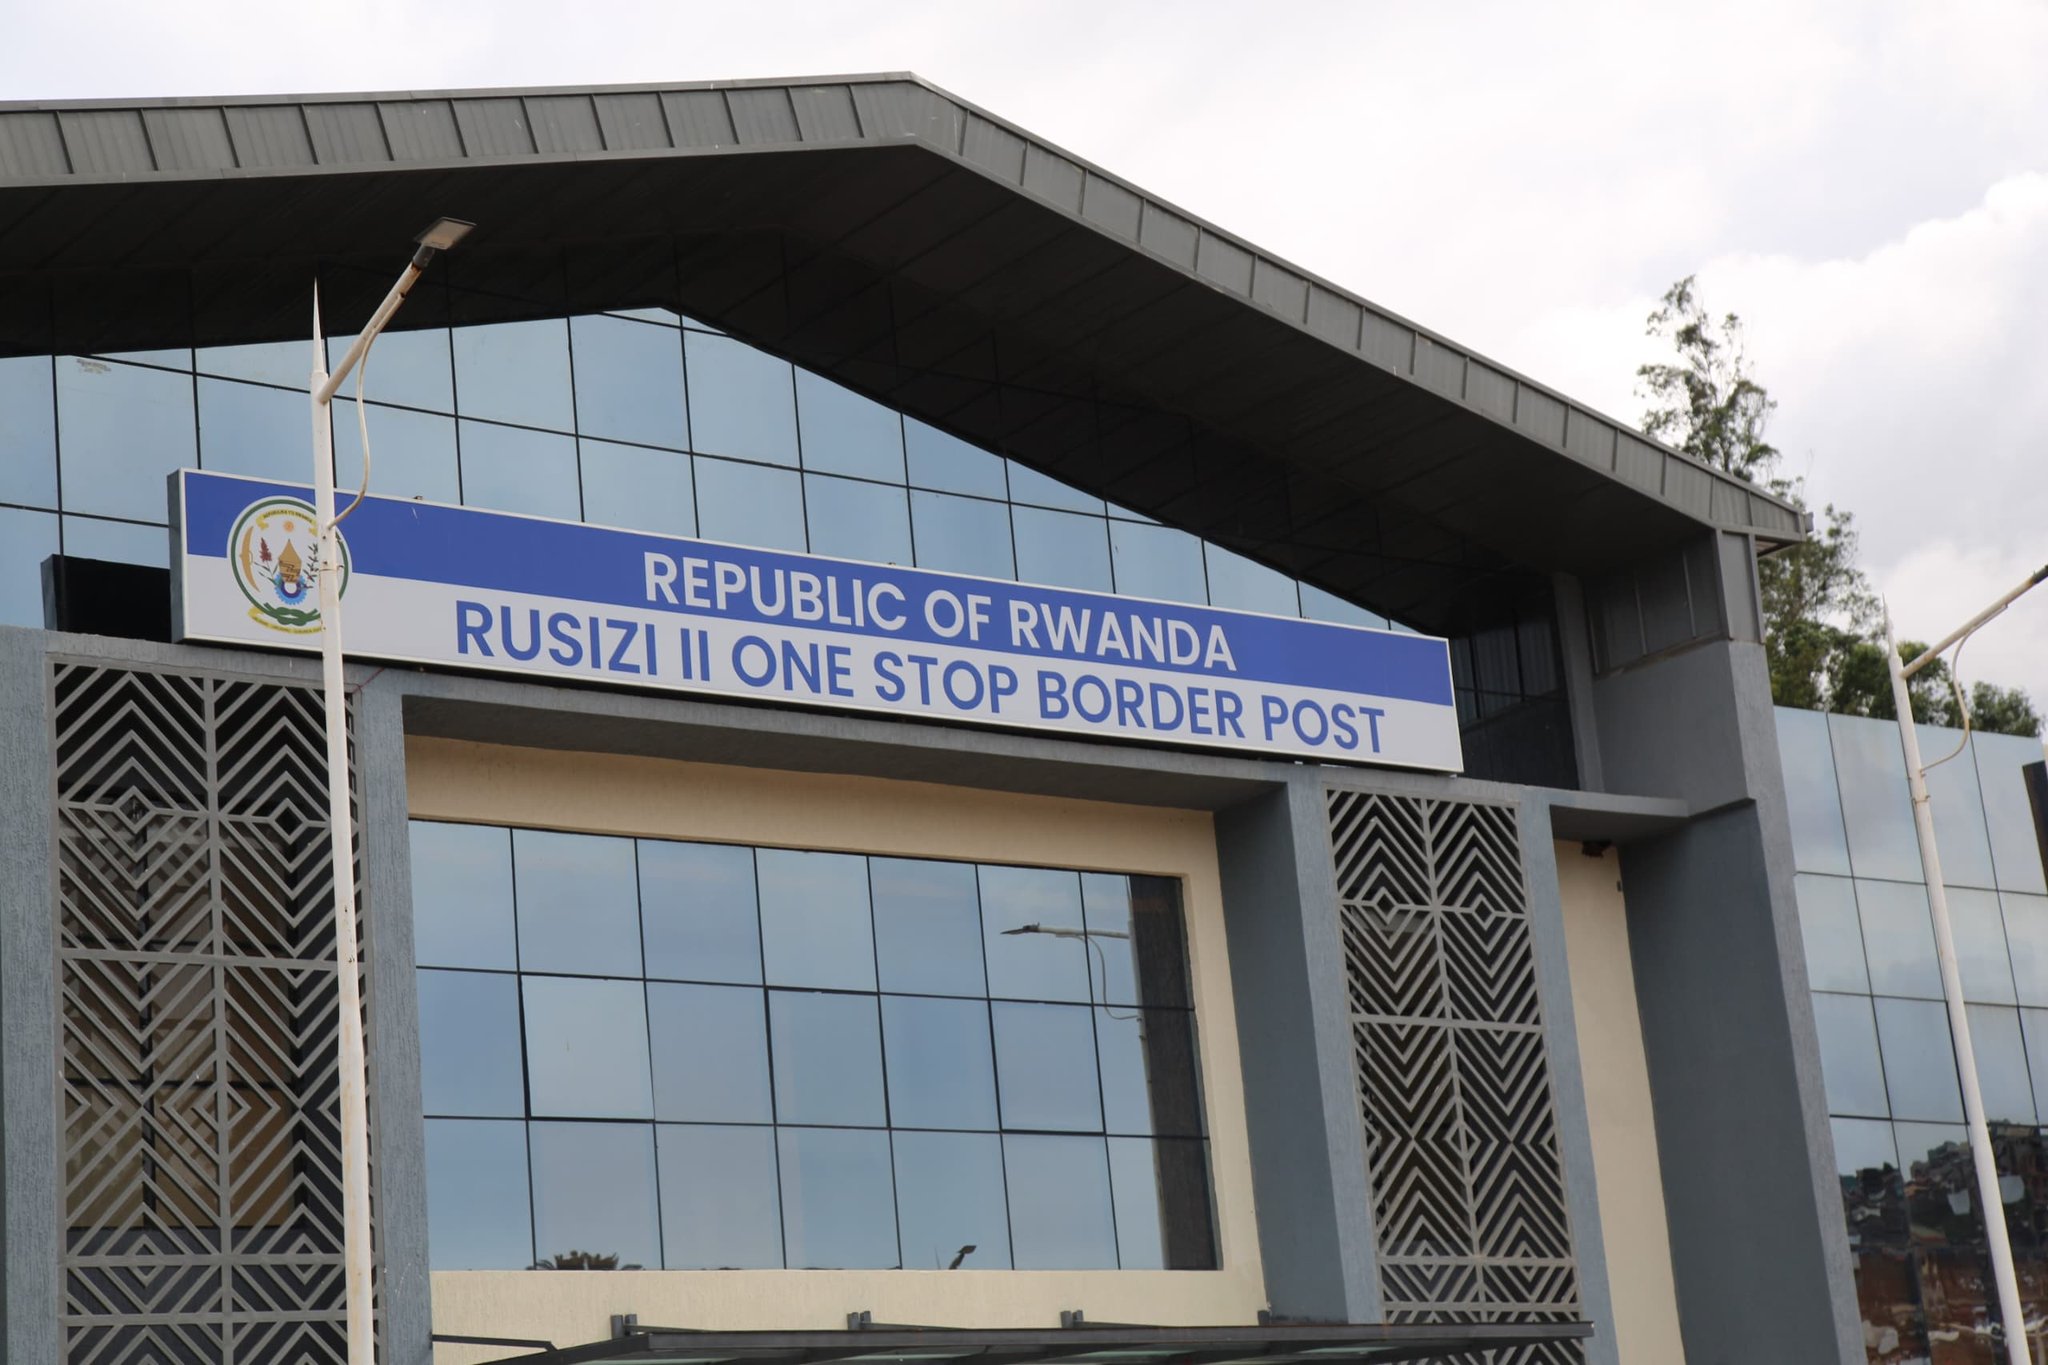 REPUBLIC OF RWANDA
RUSIZI II ONE STOP BORDER POST